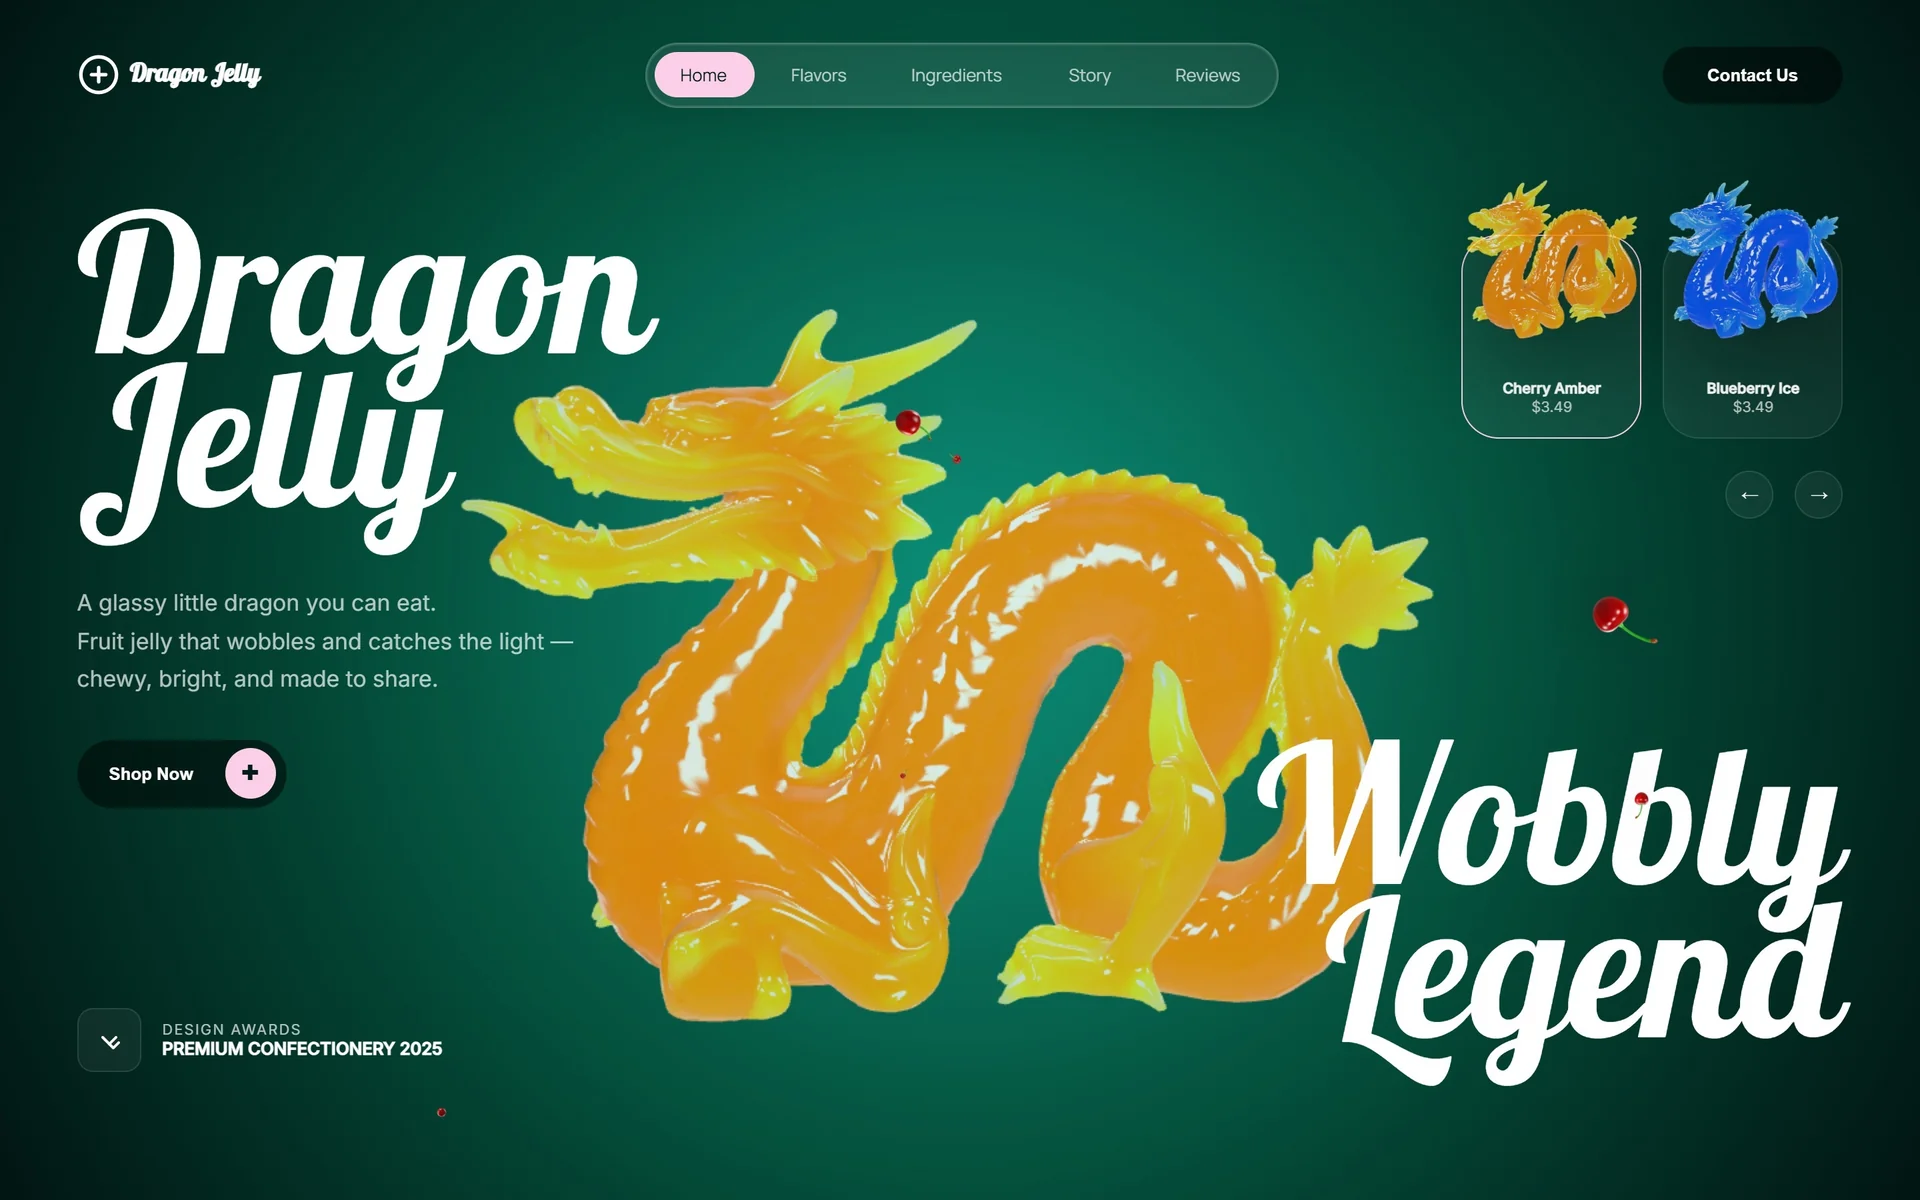 Dragon Jelly
Home
Flavors
Ingredients
Story
Reviews
Contact Us
Dragon
Jelly
A glassy little dragon you can eat.
Fruit jelly that wobbles and catches the light —
chewy, bright, and made to share.
Shop Now
Cherry Amber
$3.49
Blueberry Ice
$3.49
Wobbly
Legend
DESIGN AWARDS
PREMIUM CONFECTIONERY 2025